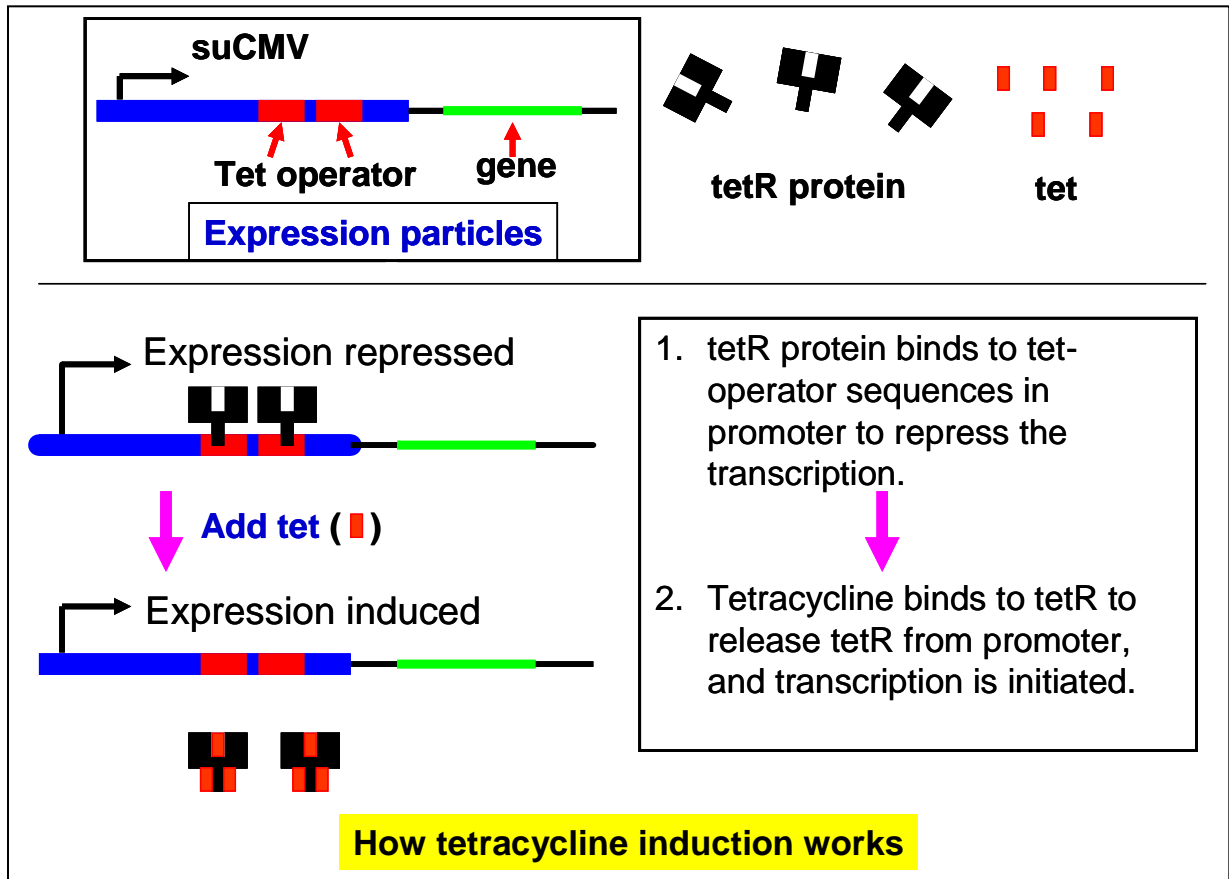 suCMV
Tet operator
gene
Expression particles
tetR protein
tet
Expression repressed
Add tet ( )
Expression induced
1. tetR protein binds to tet-
operator sequences in
promoter to repress the
transcription.
2. Tetracycline binds to tetR to
release tetR from promoter,
and transcription is initiated.
How tetracycline induction works